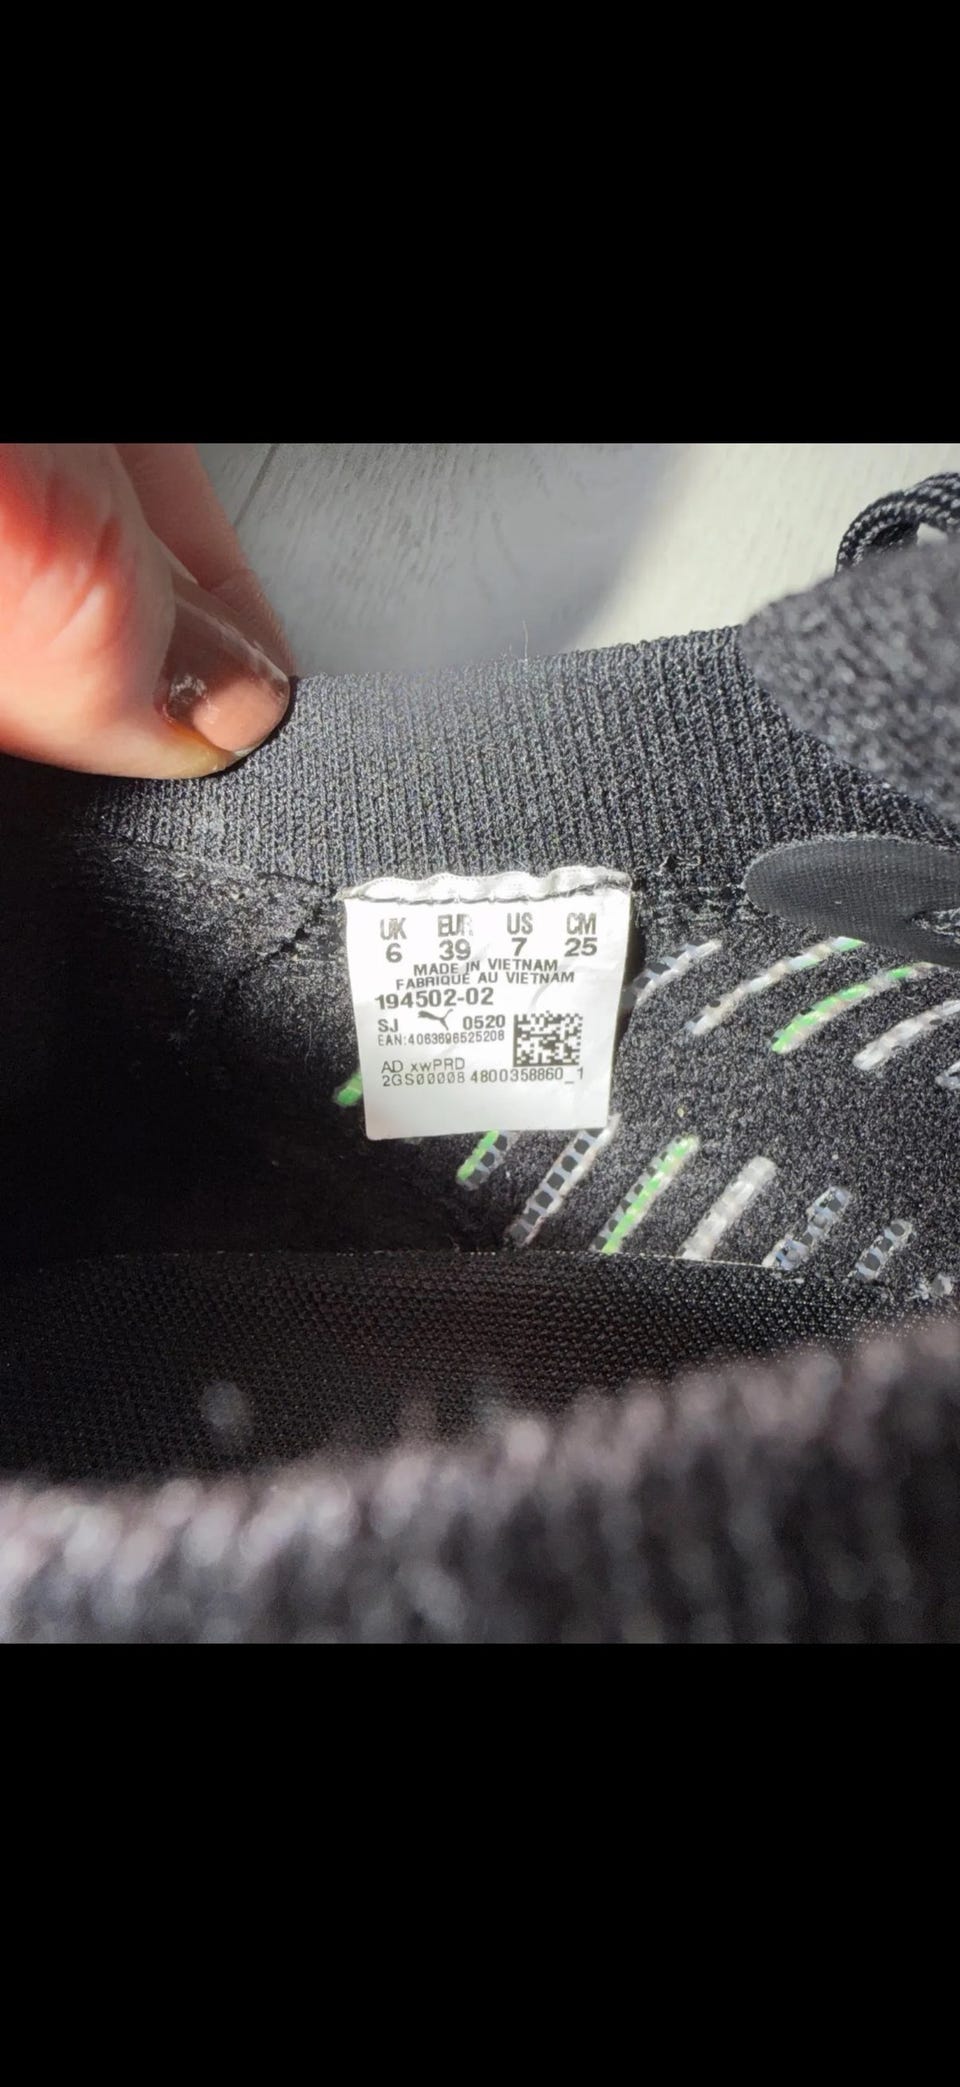 UK EUR US CM
6 39 7 25
MADE IN VIETNAM
FABRIQUÉ AU VIETNAM
194502-02
SJ 0520
EAN:4063696525208
AD xwPRD
2GS00008 4800358860_1